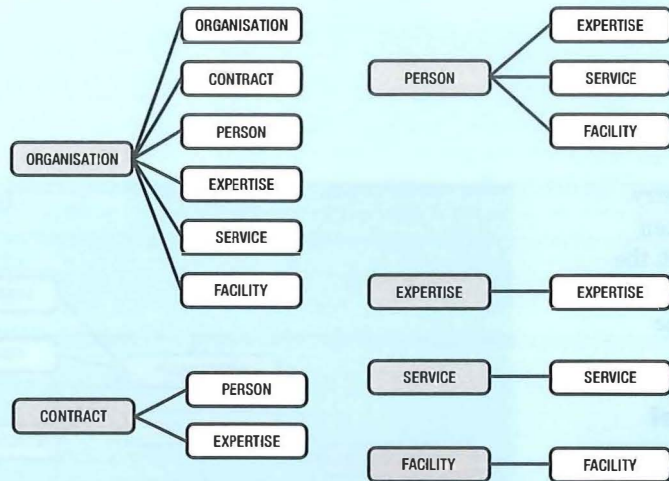 ORGANISATION
ORGANISATION
CONTRACT
PERSON
EXPERTISE
SERVICE
FACILITY
CONTRACT
PERSON
EXPERTISE
PERSON
EXPERTISE
SERVICE
FACILITY
EXPERTISE
EXPERTISE
SERVICE
SERVICE
FACILITY
FACILITY